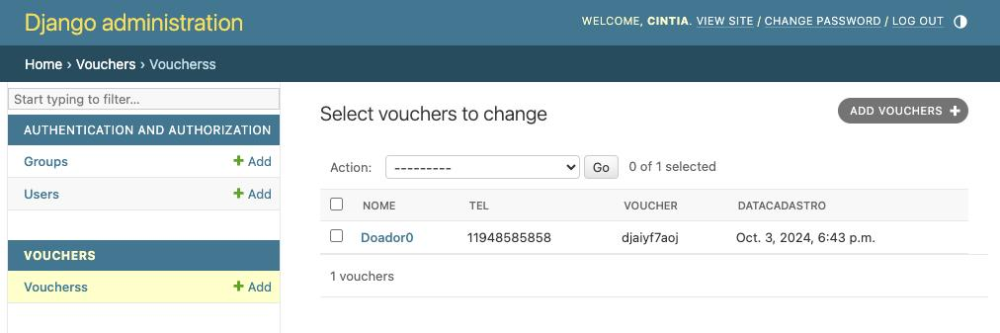 Django administration
WELCOME, CINTIA. VIEW SITE / CHANGE PASSWORD / LOG OUT
Home › Vouchers › Voucherss
Start typing to filter...
AUTHENTICATION AND AUTHORIZATION
Groups + Add
Users + Add
VOUCHERS
Voucherss + Add
Select vouchers to change
ADD VOUCHERS +
Action: --------- Go 0 of 1 selected
NOME TEL VOUCHER DATACADASTRO
Doador0 11948585858 djaiyf7aoj Oct. 3, 2024, 6:43 p.m.
1 vouchers